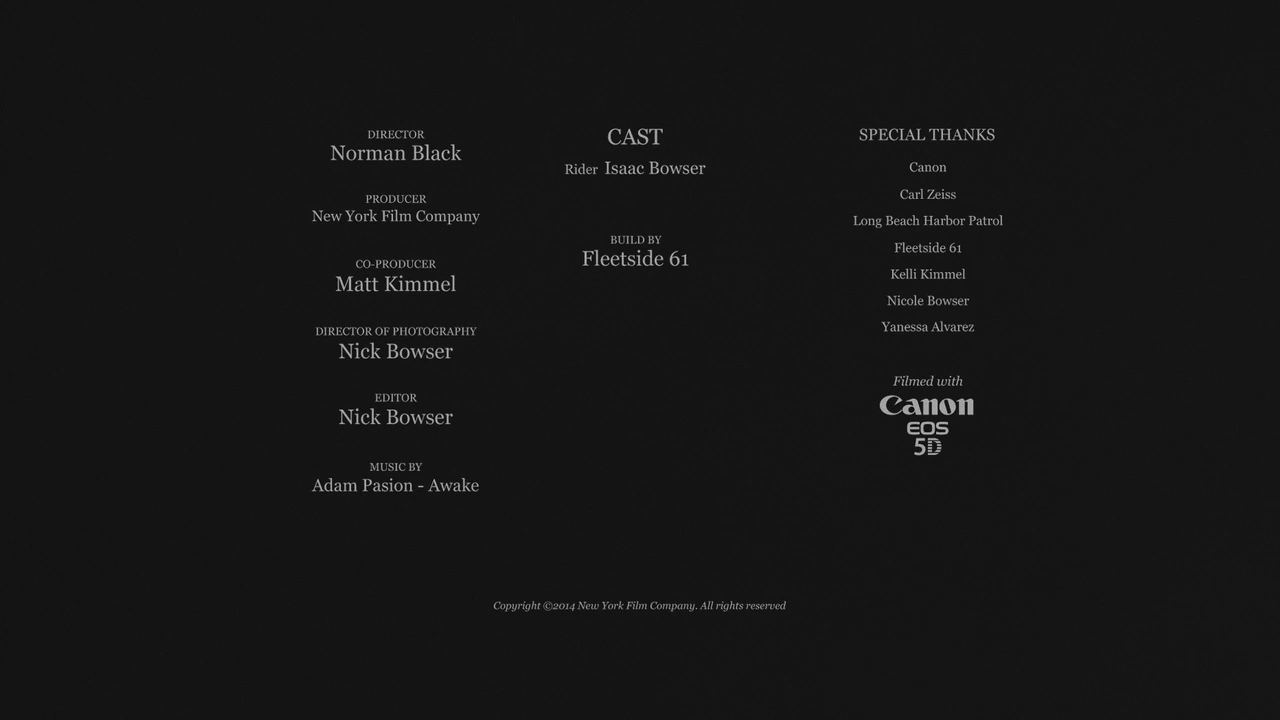 DIRECTOR
Norman Black
PRODUCER
New York Film Company
CO-PRODUCER
Matt Kimmel
DIRECTOR OF PHOTOGRAPHY
Nick Bowser
EDITOR
Nick Bowser
MUSIC BY
Adam Pasion - Awake
CAST
Rider Isaac Bowser
BUILD BY
Fleetside 61
SPECIAL THANKS
Canon
Carl Zeiss
Long Beach Harbor Patrol
Fleetside 61
Kelli Kimmel
Nicole Bowser
Yanessa Alvarez
Filmed with
Canon
EOS
5D
Copyright ©2014 New York Film Company. All rights reserved